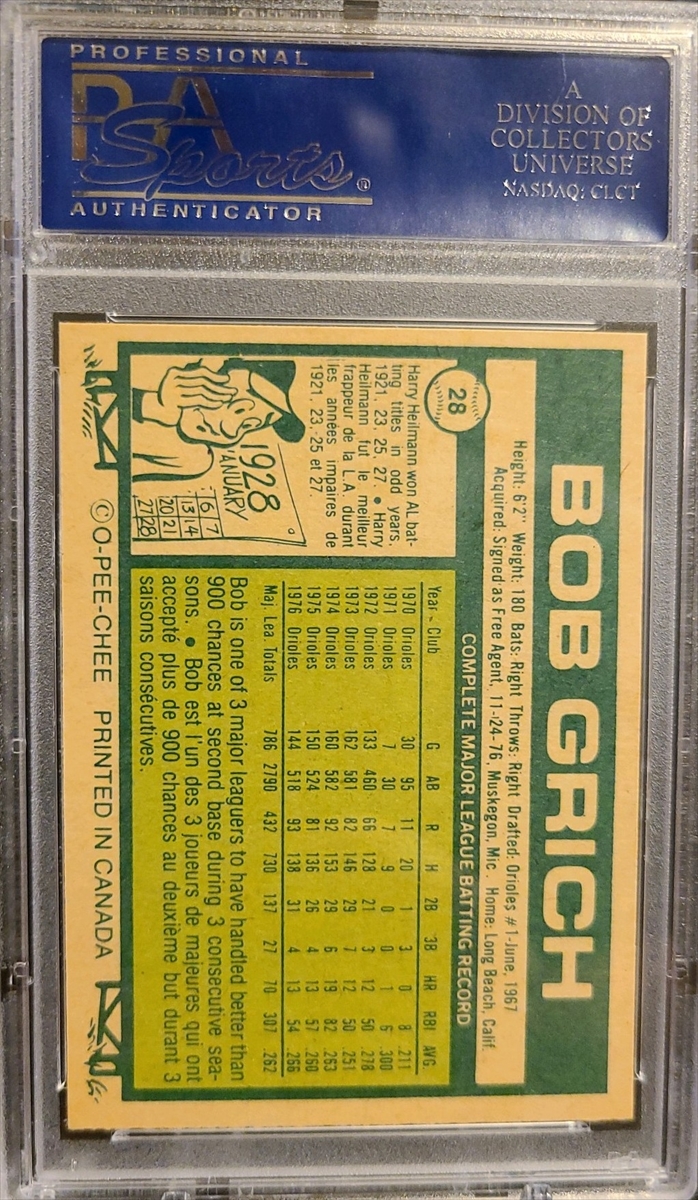 PROFESSIONAL
PSA
Sports®
AUTHENTICATOR
A
DIVISION OF
COLLECTORS
UNIVERSE
NASDAQ: CLCT
28
BOB GRICH
Height: 6'2" Weight: 180 Bats: Right Throws: Right Drafted: Orioles #1-June, 1967
Acquired: Signed as Free Agent, 11-24-76, Muskegon, Mic. Home: Long Beach, Calif.
COMPLETE MAJOR LEAGUE BATTING RECORD
Harry Heilmann won AL bat-
ting titles in odd years.
1921, 23, 25, 27. • Harry
Heilmann fut le meilleur
frappeur de la L.A. durant
les années impaires de
1921, 23, 25 et 27.
1928
JANUARY
6 7
13 14
20 21
27 28
Year - Club G AB R H 2B 3B HR RBI AVG.
1970 Orioles 30 95 11 20 1 3 0 8 .211
1971 Orioles 7 30 7 9 0 0 1 6 .300
1972 Orioles 133 460 66 128 21 3 12 50 .278
1973 Orioles 162 581 82 146 29 7 12 50 .251
1974 Orioles 160 582 92 153 29 6 19 82 .263
1975 Orioles 150 524 81 136 26 4 13 57 .260
1976 Orioles 144 518 93 138 31 4 13 54 .266
Maj. Lea. Totals 786 2790 432 730 137 27 70 307 .262
Bob is one of 3 major leaguers to have handled better than
900 chances at second base during 3 consecutive sea-
sons. • Bob est l'un des 3 joueurs de majeures qui ont
accepté plus de 900 chances au deuxième but durant 3
saisons consécutives.
© O-PEE-CHEE PRINTED IN CANADA